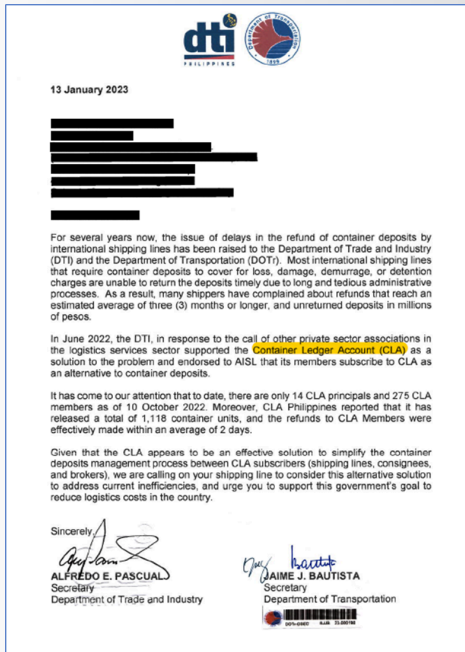 dti
PHILIPPINES
Department of Transportation
1898
13 January 2023
For several years now, the issue of delays in the refund of container deposits by
international shipping lines has been raised to the Department of Trade and Industry
(DTI) and the Department of Transportation (DOTr). Most international shipping lines
that require container deposits to cover for loss, damage, demurrage, or detention
charges are unable to return the deposits timely due to long and tedious administrative
processes. As a result, many shippers have complained about refunds that reach an
estimated average of three (3) months or longer, and unreturned deposits in millions
of pesos.
In June 2022, the DTI, in response to the call of other private sector associations in
the logistics services sector supported the Container Ledger Account (CLA) as a
solution to the problem and endorsed to AISL that its members subscribe to CLA as
an alternative to container deposits.
It has come to our attention that to date, there are only 14 CLA principals and 275 CLA
members as of 10 October 2022. Moreover, CLA Philippines reported that it has
released a total of 1,118 container units, and the refunds to CLA Members were
effectively made within an average of 2 days.
Given that the CLA appears to be an effective solution to simplify the container
deposits management process between CLA subscribers (shipping lines, consignees,
and brokers), we are calling on your shipping line to consider this alternative solution
to address current inefficiencies, and urge you to support this government's goal to
reduce logistics costs in the country.
Sincerely,
ALFREDO E. PASCUAL
Secretary
Department of Trade and Industry
JAIME J. BAUTISTA
Secretary
Department of Transportation